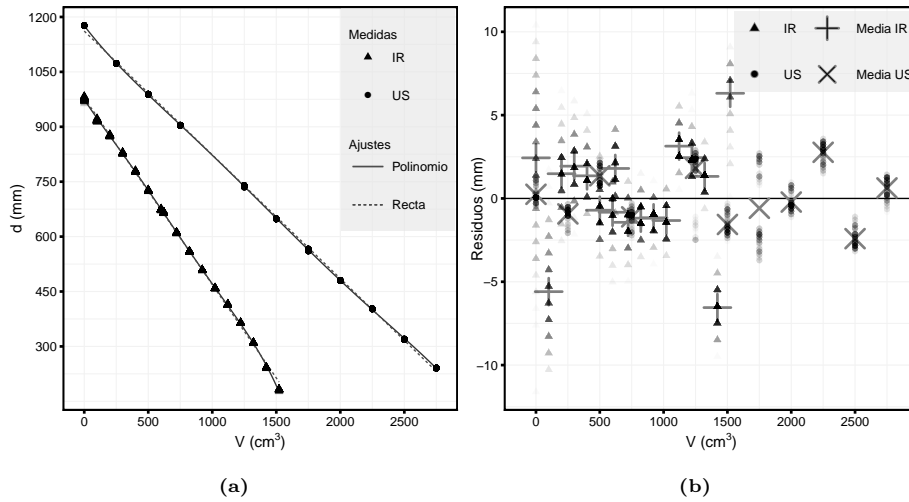 1200
1050
900
750
600
450
300
d (mm)
0 500 1000 1500 2000 2500
V (cm³)
Medidas
IR
US
Ajustes
Polinomio
Recta
(a)
10
5
0
−5
−10
Residuos (mm)
0 500 1000 1500 2000 2500
V (cm³)
IR Media IR
US Media US
(b)